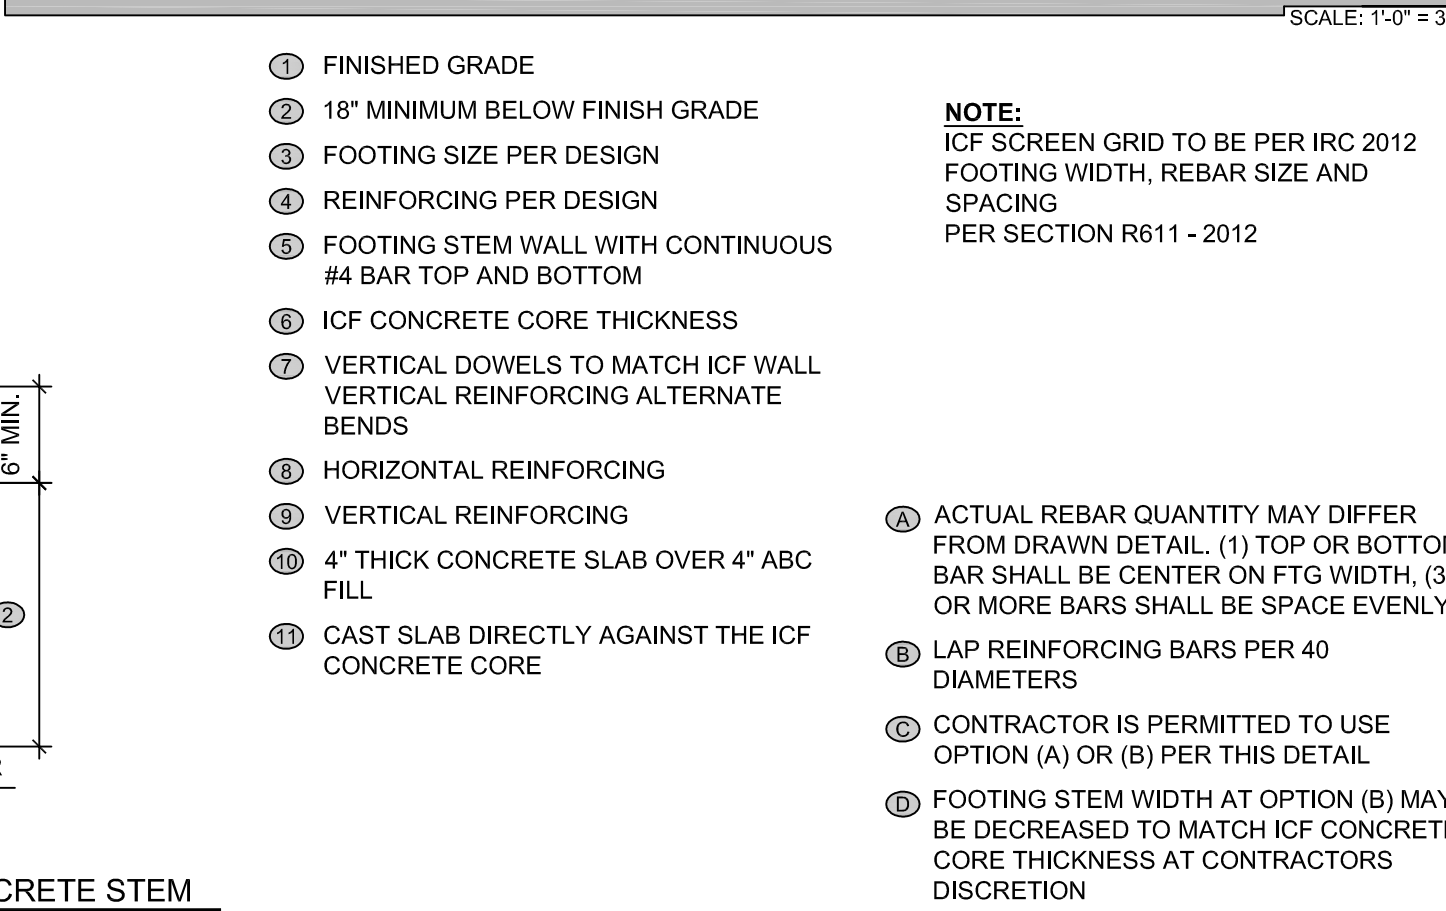 SCALE: 1'-0" = 3
1 FINISHED GRADE
2 18" MINIMUM BELOW FINISH GRADE
3 FOOTING SIZE PER DESIGN
4 REINFORCING PER DESIGN
5 FOOTING STEM WALL WITH CONTINUOUS
#4 BAR TOP AND BOTTOM
6 ICF CONCRETE CORE THICKNESS
7 VERTICAL DOWELS TO MATCH ICF WALL
VERTICAL REINFORCING ALTERNATE
BENDS
8 HORIZONTAL REINFORCING
9 VERTICAL REINFORCING
10 4" THICK CONCRETE SLAB OVER 4" ABC
FILL
11 CAST SLAB DIRECTLY AGAINST THE ICF
CONCRETE CORE
NOTE:
ICF SCREEN GRID TO BE PER IRC 2012
FOOTING WIDTH, REBAR SIZE AND
SPACING
PER SECTION R611 - 2012
A ACTUAL REBAR QUANTITY MAY DIFFER
FROM DRAWN DETAIL. (1) TOP OR BOTTOM
BAR SHALL BE CENTER ON FTG WIDTH, (3
OR MORE BARS SHALL BE SPACE EVENLY
B LAP REINFORCING BARS PER 40
DIAMETERS
C CONTRACTOR IS PERMITTED TO USE
OPTION (A) OR (B) PER THIS DETAIL
D FOOTING STEM WIDTH AT OPTION (B) MAY
BE DECREASED TO MATCH ICF CONCRETE
CORE THICKNESS AT CONTRACTORS
DISCRETION
6" MIN.
2
R
CRETE STEM